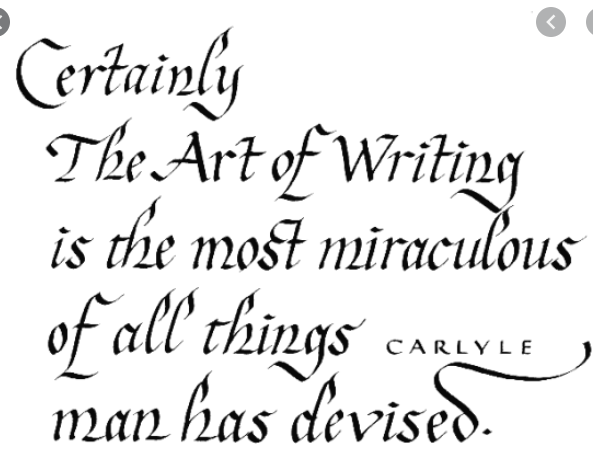 Certainly
The Art of Writing
is the most miraculous
of all things CARLYLE
man has devised.